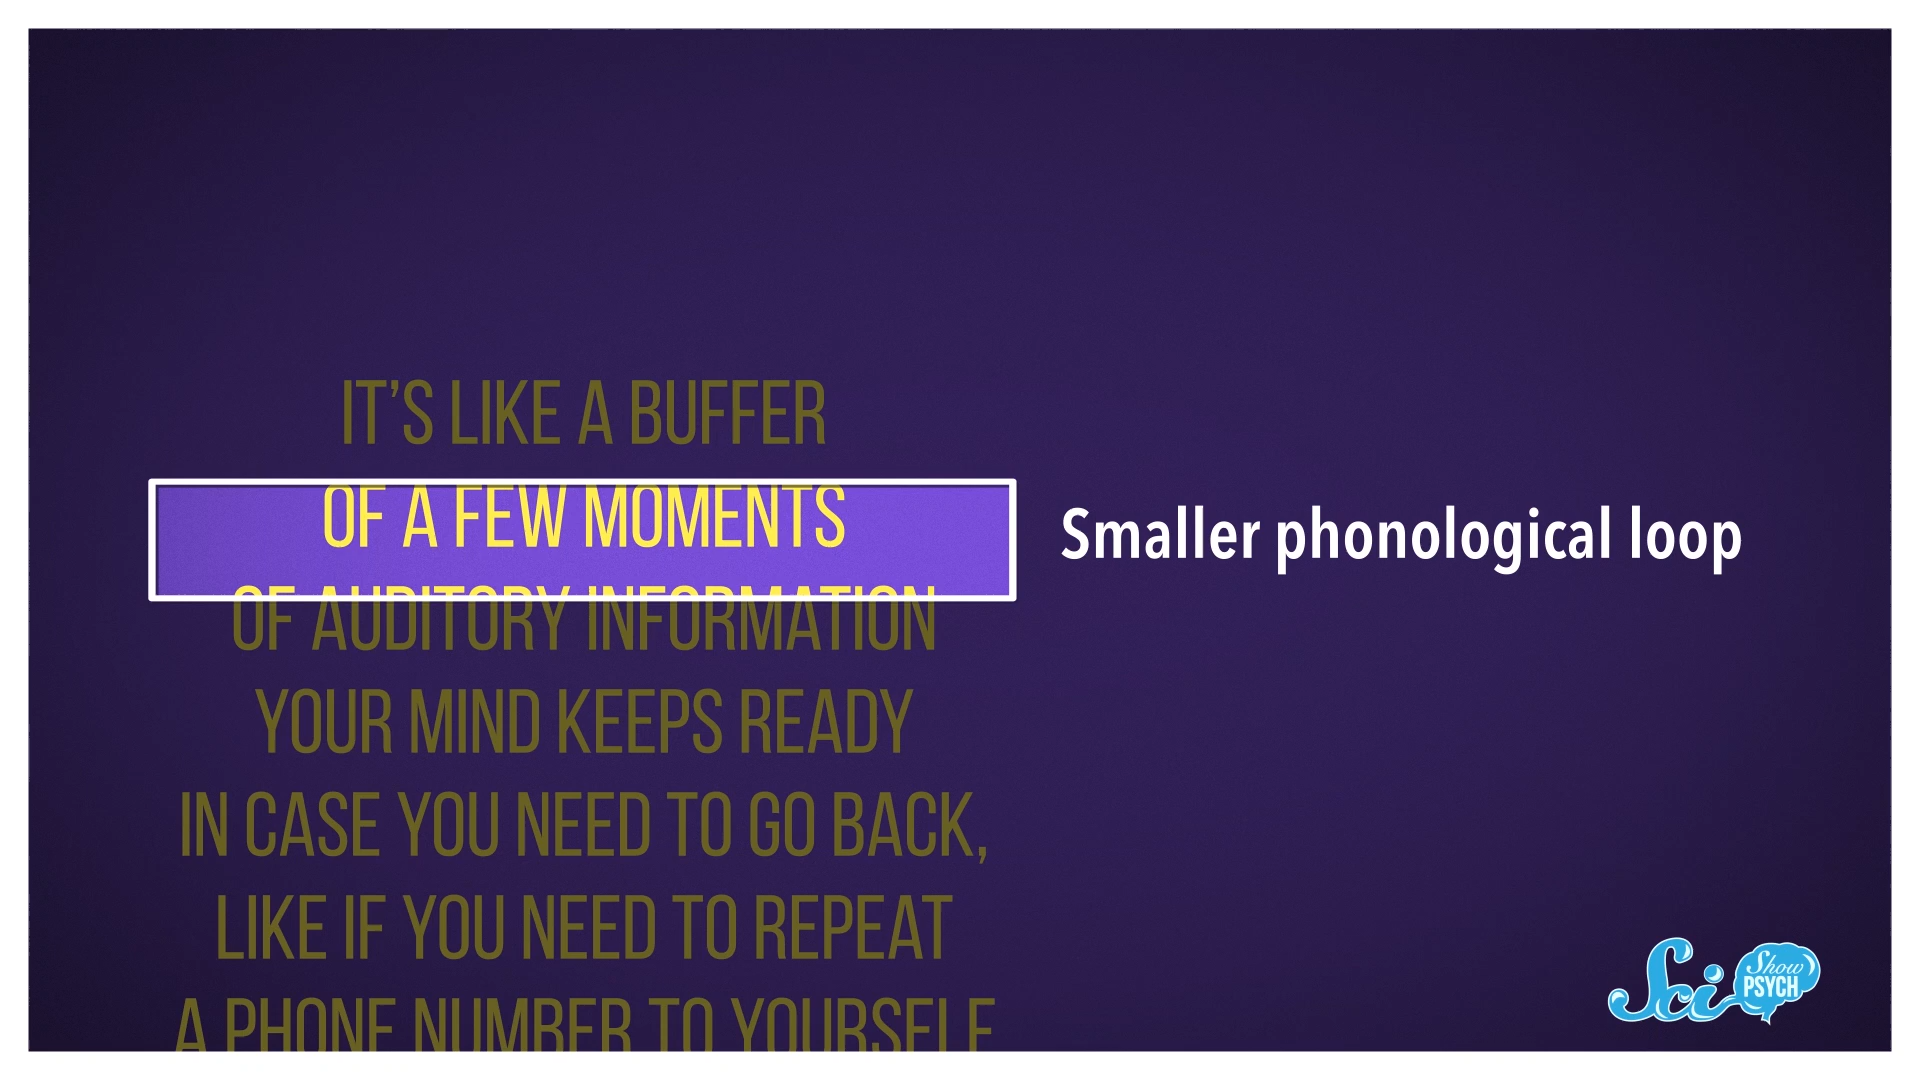 IT’S LIKE A BUFFER
OF A FEW MOMENTS
Smaller phonological loop
OF AUDITORY INFORMATION
YOUR MIND KEEPS READY
IN CASE YOU NEED TO GO BACK,
LIKE IF YOU NEED TO REPEAT
A PHONE NUMBER TO YOURSELF
Sci Show
PSYCH